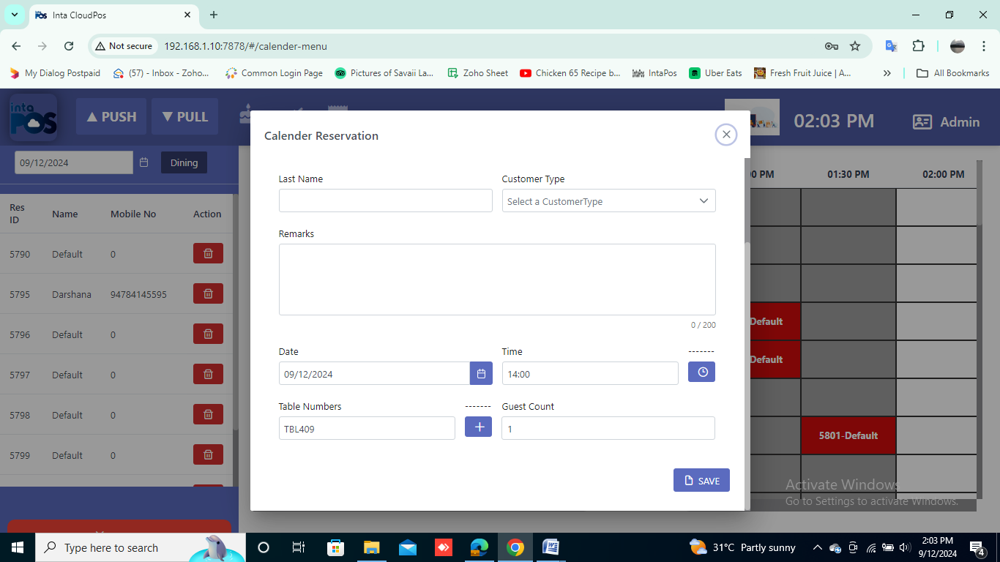 Inta CloudPos
Not secure 192.168.1.10:7878/#/calender-menu
My Dialog Postpaid (57) - Inbox - Zoho... Common Login Page Pictures of Savaii La... Zoho Sheet Chicken 65 Recipe b... IntaPos Uber Eats Fresh Fruit Juice | A... » All Bookmarks
inta POS PUSH PULL 02:03 PM Admin
09/12/2024 Dining
Res ID Name Mobile No Action
5790 Default 0
5795 Darshana 94784145595
5796 Default 0
5797 Default 0
5798 Default 0
5799 Default 0
Calender Reservation
Last Name Customer Type
Select a CustomerType
Remarks
0 / 200
Date Time -------
09/12/2024 14:00
Table Numbers ------- Guest Count
TBL409 1
SAVE
0 PM 01:30 PM 02:00 PM
Default
Default
5801-Default
Activate Windows
Go to Settings to activate Windows.
Type here to search 31°C Partly sunny 2:03 PM
9/12/2024 4